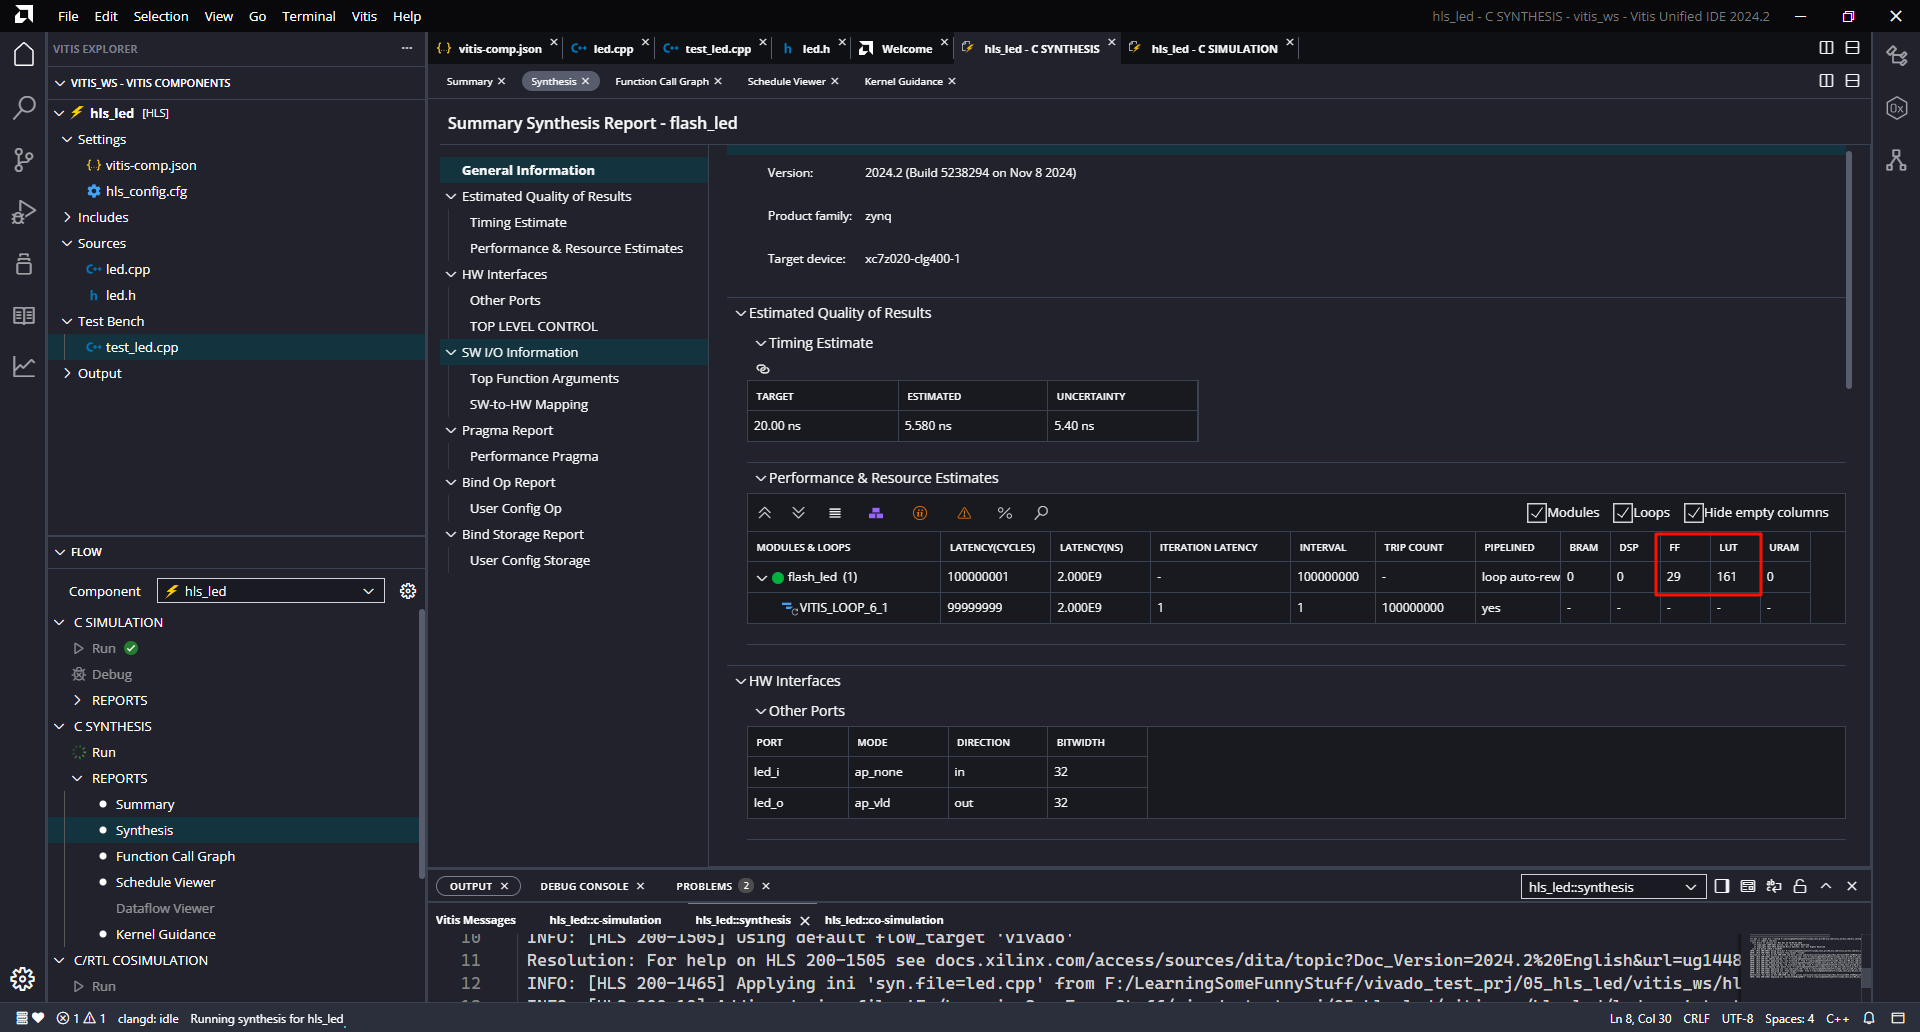 File Edit Selection View Go Terminal Vitis Help
hls_led - C SYNTHESIS - vitis_ws - Vitis Unified IDE 2024.2
VITIS EXPLORER
VITIS_WS - VITIS COMPONENTS
hls_led [HLS]
Settings
vitis-comp.json
hls_config.cfg
Includes
Sources
led.cpp
led.h
Test Bench
test_led.cpp
Output
FLOW
Component hls_led
C SIMULATION
Run
Debug
REPORTS
C SYNTHESIS
Run
REPORTS
Summary
Synthesis
Function Call Graph
Schedule Viewer
Dataflow Viewer
Kernel Guidance
C/RTL COSIMULATION
Run
vitis-comp.json led.cpp test_led.cpp led.h Welcome hls_led - C SYNTHESIS hls_led - C SIMULATION
Summary Synthesis Function Call Graph Schedule Viewer Kernel Guidance
Summary Synthesis Report - flash_led
General Information
Estimated Quality of Results
Timing Estimate
Performance & Resource Estimates
HW Interfaces
Other Ports
TOP LEVEL CONTROL
SW I/O Information
Top Function Arguments
SW-to-HW Mapping
Pragma Report
Performance Pragma
Bind Op Report
User Config Op
Bind Storage Report
User Config Storage
Version: 2024.2 (Build 5238294 on Nov 8 2024)
Product family: zynq
Target device: xc7z020-clg400-1
Estimated Quality of Results
Timing Estimate
TARGET ESTIMATED UNCERTAINTY
20.00 ns 5.580 ns 5.40 ns
Performance & Resource Estimates
% Modules Loops Hide empty columns
MODULES & LOOPS LATENCY(CYCLES) LATENCY(NS) ITERATION LATENCY INTERVAL TRIP COUNT PIPELINED BRAM DSP FF LUT URAM
flash_led (1) 100000001 2.000E9 - 100000000 - loop auto-rew 0 0 29 161 0
VITIS_LOOP_6_1 99999999 2.000E9 1 1 100000000 yes - - - - -
HW Interfaces
Other Ports
PORT MODE DIRECTION BITWIDTH
led_i ap_none in 32
led_o ap_vld out 32
OUTPUT DEBUG CONSOLE PROBLEMS 2
hls_led::synthesis
Vitis Messages hls_led::c-simulation hls_led::synthesis hls_led::co-simulation
10 INFO: [HLS 200-1505] Using default flow_target 'vivado'
11 Resolution: For help on HLS 200-1505 see docs.xilinx.com/access/sources/dita/topic?Doc_Version=2024.2%20English&url=ug1448
12 INFO: [HLS 200-1465] Applying ini 'syn.file=led.cpp' from F:/LearningSomeFunnyStuff/vivado_test_prj/05_hls_led/vitis_ws/hl
1 1 clangd: idle Running synthesis for hls_led
Ln 8, Col 30 CRLF UTF-8 Spaces: 4 C++